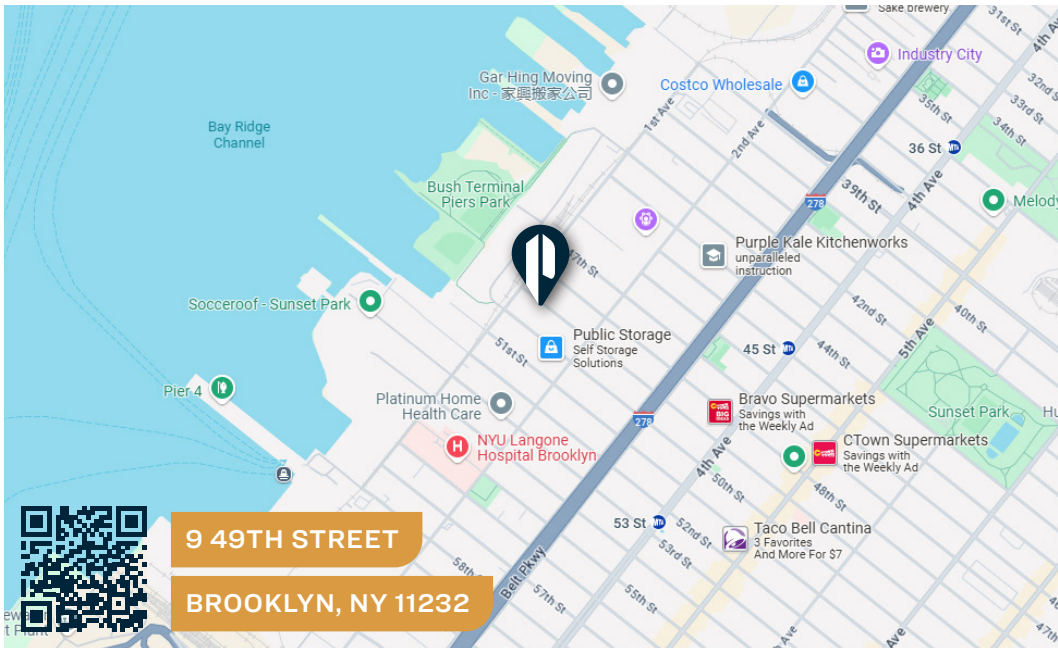 Sake brewery
31st St
4th Ave
Industry City
Gar Hing Moving
Inc - 家興搬家公司
Costco Wholesale
32nd St
33rd St
34th St
35th St
1st Ave
2nd Ave
Bay Ridge
Channel
36 St
39th St
4th Ave
278
Bush Terminal
Piers Park
Melody
Purple Kale Kitchenworks
unparalleled
instruction
47th St
Socceroof - Sunset Park
42nd St
40th St
Public Storage
Self Storage
Solutions
51st St
45 St
44th St
5th Ave
Pier 4
Platinum Home
Health Care
Bravo Supermarkets
Savings with
the Weekly Ad
Sunset Park
278
NYU Langone
Hospital Brooklyn
CTown Supermarkets
Savings with
the Weekly Ad
4th Ave
50th St
48th St
53 St
52nd St
53rd St
Taco Bell Cantina
3 Favorites
And More For $7
9 49TH STREET
BROOKLYN, NY 11232
58th St
Belt Pkwy
57th St
55th St
Ave